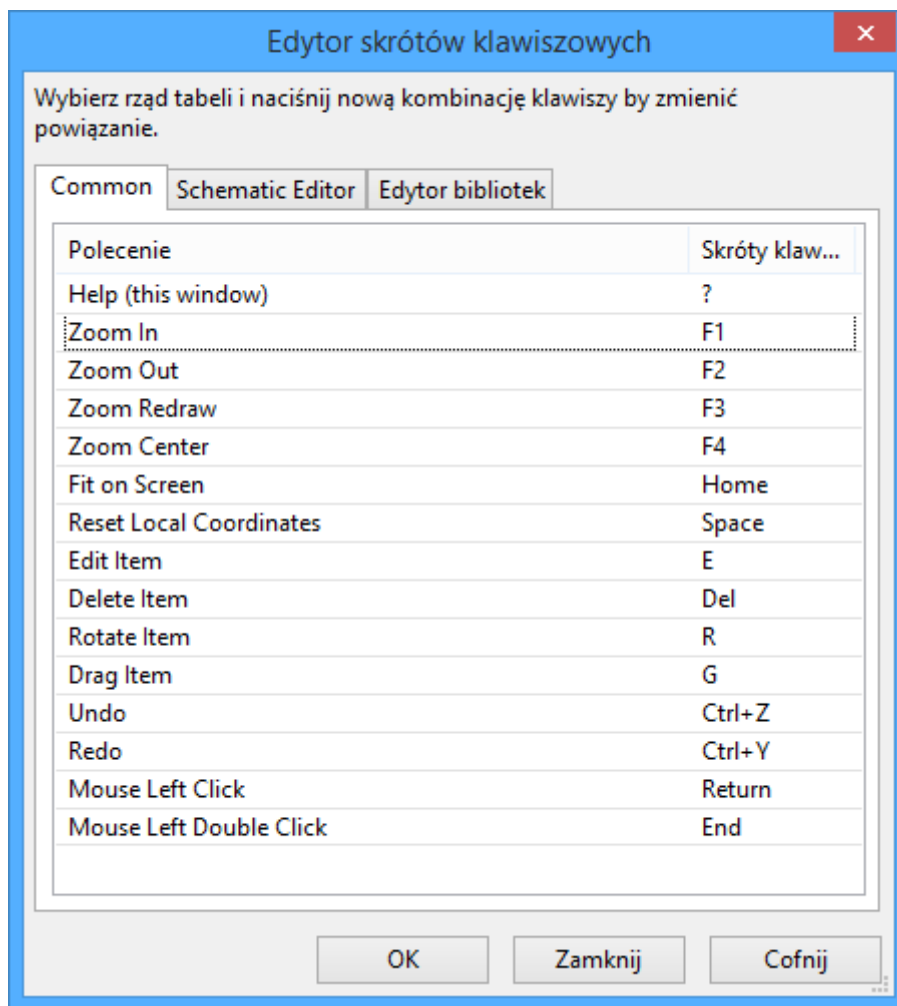 Edytor skrótów klawiszowych
Wybierz rząd tabeli i naciśnij nową kombinację klawiszy by zmienić
powiązanie.
Common Schematic Editor Edytor bibliotek
Polecenie Skróty klaw...
Help (this window) ?
Zoom In F1
Zoom Out F2
Zoom Redraw F3
Zoom Center F4
Fit on Screen Home
Reset Local Coordinates Space
Edit Item E
Delete Item Del
Rotate Item R
Drag Item G
Undo Ctrl+Z
Redo Ctrl+Y
Mouse Left Click Return
Mouse Left Double Click End
OK Zamknij Cofnij